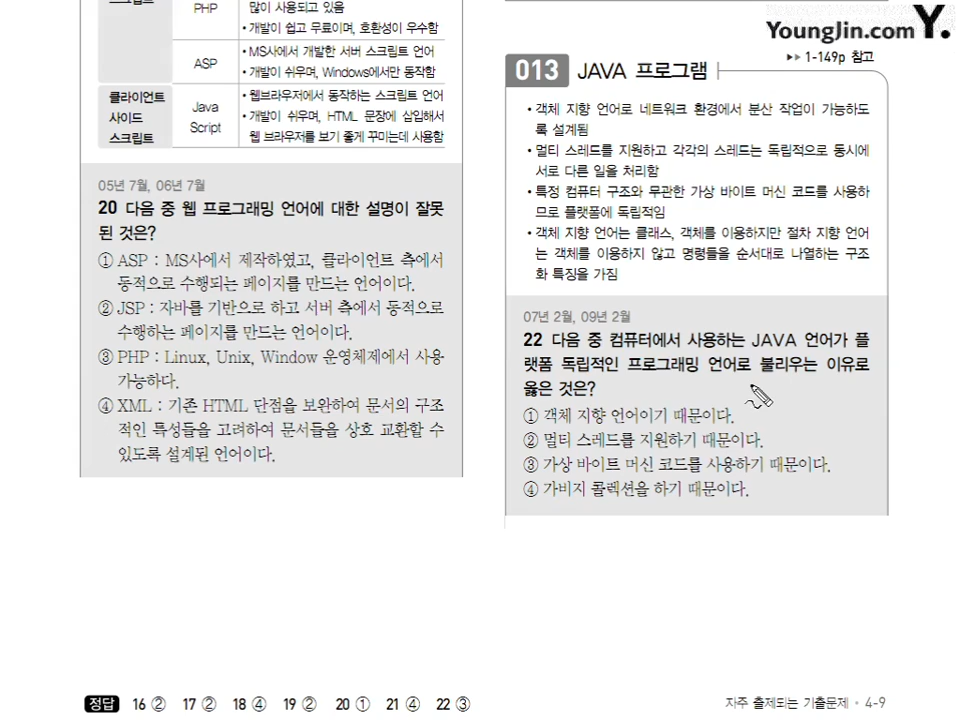 PHP
많이 사용되고 있음
• 개발이 쉽고 무료이며, 호환성이 우수함
ASP
• MS사에서 개발한 서버 스크립트 언어
• 개발이 쉬우며, Windows에서만 동작함
클라이언트
사이드
스크립트
Java
Script
• 웹브라우저에서 동작하는 스크립트 언어
• 개발이 쉬우며, HTML 문장에 삽입해서
웹 브라우저를 보기 좋게 꾸미는데 사용함
05년 7월, 06년 7월
20 다음 중 웹 프로그래밍 언어에 대한 설명이 잘못
된 것은?
① ASP : MS사에서 제작하였고, 클라이언트 측에서
동적으로 수행되는 페이지를 만드는 언어이다.
② JSP : 자바를 기반으로 하고 서버 측에서 동적으로
수행하는 페이지를 만드는 언어이다.
③ PHP : Linux, Unix, Window 운영체제에서 사용
가능하다.
④ XML : 기존 HTML 단점을 보완하여 문서의 구조
적인 특성들을 고려하여 문서들을 상호 교환할 수
있도록 설계된 언어이다.
YoungJin.com Y.
▶▶ 1-149p 참고
013 JAVA 프로그램
• 객체 지향 언어로 네트워크 환경에서 분산 작업이 가능하도
록 설계됨
• 멀티 스레드를 지원하고 각각의 스레드는 독립적으로 동시에
서로 다른 일을 처리함
• 특정 컴퓨터 구조와 무관한 가상 바이트 머신 코드를 사용하
므로 플랫폼에 독립적임
• 객체 지향 언어는 클래스, 객체를 이용하지만 절차 지향 언어
는 객체를 이용하지 않고 명령들을 순서대로 나열하는 구조
화 특징을 가짐
07년 2월, 09년 2월
22 다음 중 컴퓨터에서 사용하는 JAVA 언어가 플
랫폼 독립적인 프로그래밍 언어로 불리우는 이유로
옳은 것은?
① 객체 지향 언어이기 때문이다.
② 멀티 스레드를 지원하기 때문이다.
③ 가상 바이트 머신 코드를 사용하기 때문이다.
④ 가비지 콜렉션을 하기 때문이다.
정답 16 ② 17 ② 18 ④ 19 ② 20 ① 21 ④ 22 ③
자주 출제되는 기출문제 • 4-9